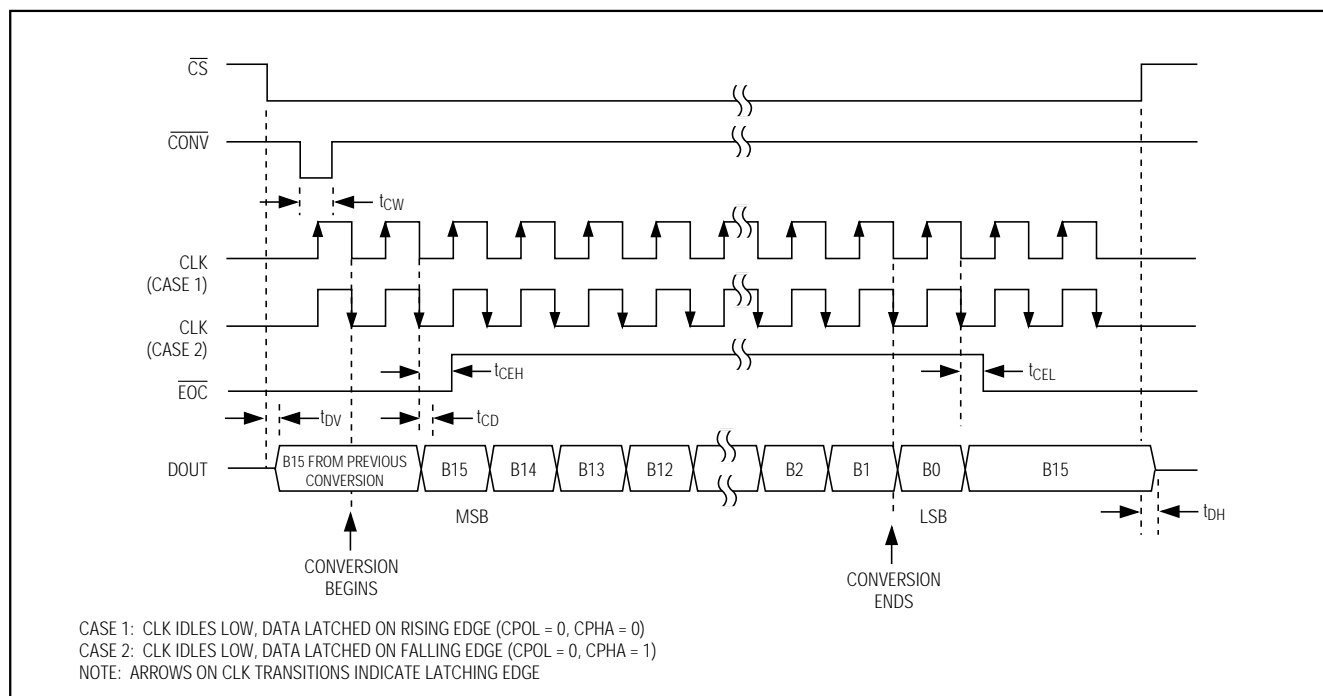 CS
CONV
tCW
CLK
(CASE 1)
CLK
(CASE 2)
tCEH
tCEL
EOC
tDV
tCD
DOUT
B15 FROM PREVIOUS
CONVERSION
B15
B14
B13
B12
B2
B1
B0
B15
MSB
LSB
tDH
CONVERSION
BEGINS
CONVERSION
ENDS
CASE 1: CLK IDLES LOW, DATA LATCHED ON RISING EDGE (CPOL = 0, CPHA = 0)
CASE 2: CLK IDLES LOW, DATA LATCHED ON FALLING EDGE (CPOL = 0, CPHA = 1)
NOTE: ARROWS ON CLK TRANSITIONS INDICATE LATCHING EDGE